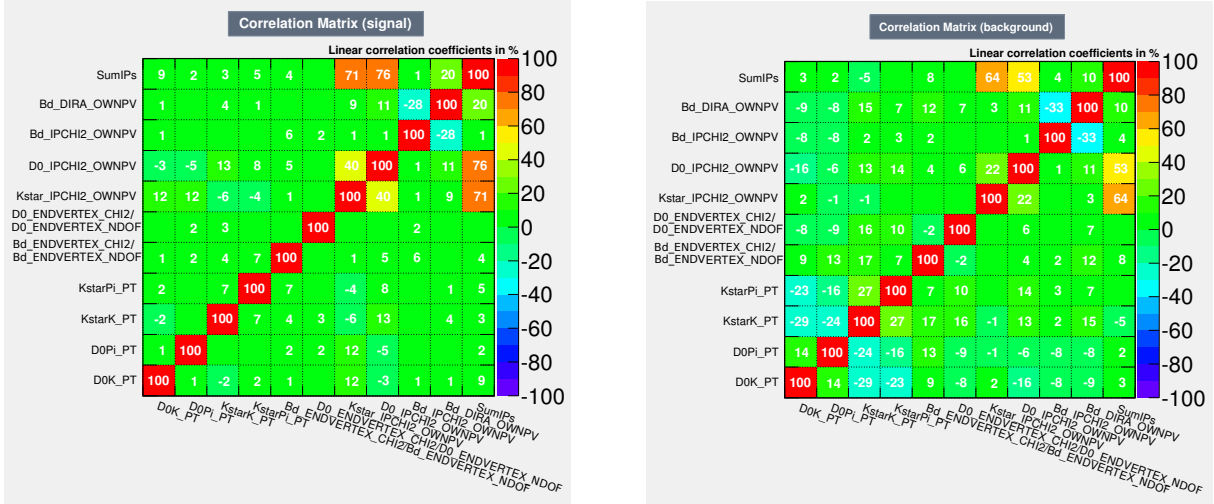 Correlation Matrix (signal)
Linear correlation coefficients in %
SumIPs 9 2 3 5 4 71 76 1 20 100
Bd_DIRA_OWNPV 1 4 1 9 11 -28 100 20
Bd_IPCHI2_OWNPV 1 6 2 1 1 100 -28 1
D0_IPCHI2_OWNPV -3 -5 13 8 5 40 100 1 11 76
Kstar_IPCHI2_OWNPV 12 12 -6 -4 1 100 40 1 9 71
D0_ENDVERTEX_CHI2/
D0_ENDVERTEX_NDOF 2 3 100 2
Bd_ENDVERTEX_CHI2/
Bd_ENDVERTEX_NDOF 1 2 4 7 100 1 5 6 4
KstarPi_PT 2 7 100 7 -4 8 1 5
KstarK_PT -2 100 7 4 3 -6 13 4 3
D0Pi_PT 1 100 2 2 12 -5 2
D0K_PT 100 1 -2 2 1 12 -3 1 1 9
D0K_PT
D0Pi_PT
KstarK_PT
KstarPi_PT
Bd_ENDVERTEX_CHI2/Bd_ENDVERTEX_NDOF
D0_ENDVERTEX_CHI2/D0_ENDVERTEX_NDOF
Kstar_IPCHI2_OWNPV
D0_IPCHI2_OWNPV
Bd_IPCHI2_OWNPV
Bd_DIRA_OWNPV
SumIPs
100
80
60
40
20
0
-20
-40
-60
-80
-100
Correlation Matrix (background)
Linear correlation coefficients in %
SumIPs 3 2 -5 8 64 53 4 10 100
Bd_DIRA_OWNPV -9 -8 15 7 12 7 3 11 -33 100 10
Bd_IPCHI2_OWNPV -8 -8 2 3 2 1 100 -33 4
D0_IPCHI2_OWNPV -16 -6 13 14 4 6 22 100 1 11 53
Kstar_IPCHI2_OWNPV 2 -1 -1 100 22 3 64
D0_ENDVERTEX_CHI2/
D0_ENDVERTEX_NDOF -8 -9 16 10 -2 100 6 7
Bd_ENDVERTEX_CHI2/
Bd_ENDVERTEX_NDOF 9 13 17 7 100 -2 4 2 12 8
KstarPi_PT -23 -16 27 100 7 10 14 3 7
KstarK_PT -29 -24 100 27 17 16 -1 13 2 15 -5
D0Pi_PT 14 100 -24 -16 13 -9 -1 -6 -8 -8 2
D0K_PT 100 14 -29 -23 9 -8 2 -16 -8 -9 3
D0K_PT
D0Pi_PT
KstarK_PT
KstarPi_PT
Bd_ENDVERTEX_CHI2/Bd_ENDVERTEX_NDOF
D0_ENDVERTEX_CHI2/D0_ENDVERTEX_NDOF
Kstar_IPCHI2_OWNPV
D0_IPCHI2_OWNPV
Bd_IPCHI2_OWNPV
Bd_DIRA_OWNPV
SumIPs
100
80
60
40
20
0
-20
-40
-60
-80
-100